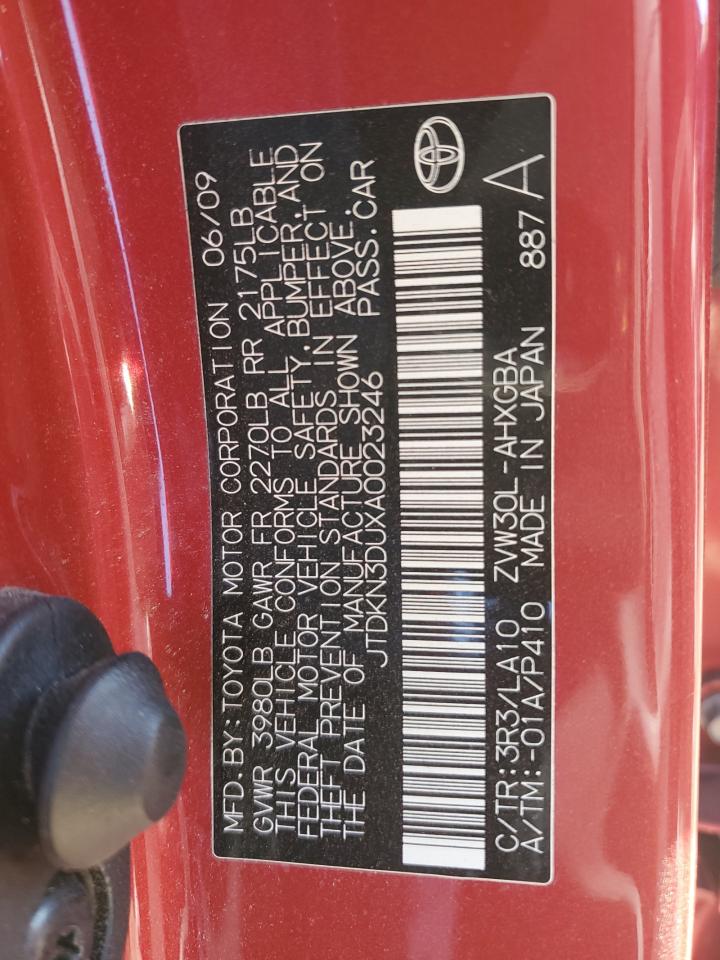 MFD.BY:TOYOTA MOTOR CORPORATION 06/09
GVWR 3980LB GAWR FR 2270LB RR 2175LB
THIS VEHICLE CONFORMS TO ALL APPLICABLE
FEDERAL MOTOR VEHICLE SAFETY,BUMPER,AND
THEFT PREVENTION STANDARDS IN EFFECT ON
THE DATE OF MANUFACTURE SHOWN ABOVE.
JTDKN3DUXA0023246 PASS.CAR
C/TR:3R3/LA10 ZVW30L-AHXGBA
A/TM:-01A/P410 MADE IN JAPAN 887 A